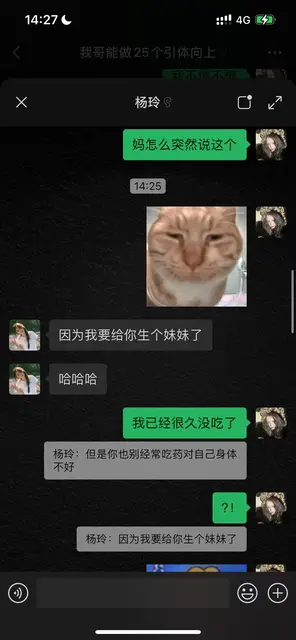 14:27
4G
我哥能做25个引体向上
杨玲
妈怎么突然说这个
14:25
因为我要给你生个妹妹了
哈哈哈
我已经很久没吃了
杨玲：但是你也别经常吃药对自己身体
不好
?!
杨玲：因为我要给你生个妹妹了